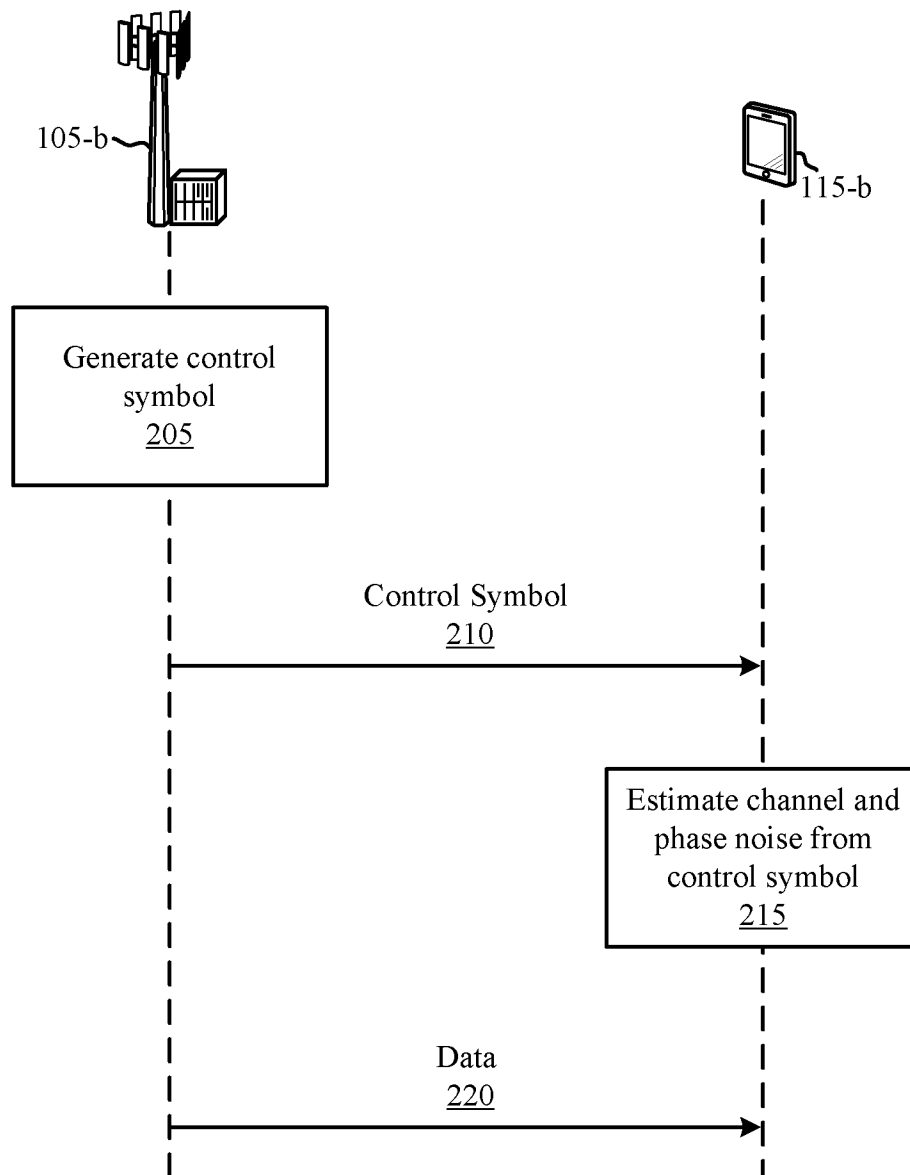 105-b
115-b
Generate control
symbol
205
Control Symbol
210
Estimate channel and
phase noise from
control symbol
215
Data
220